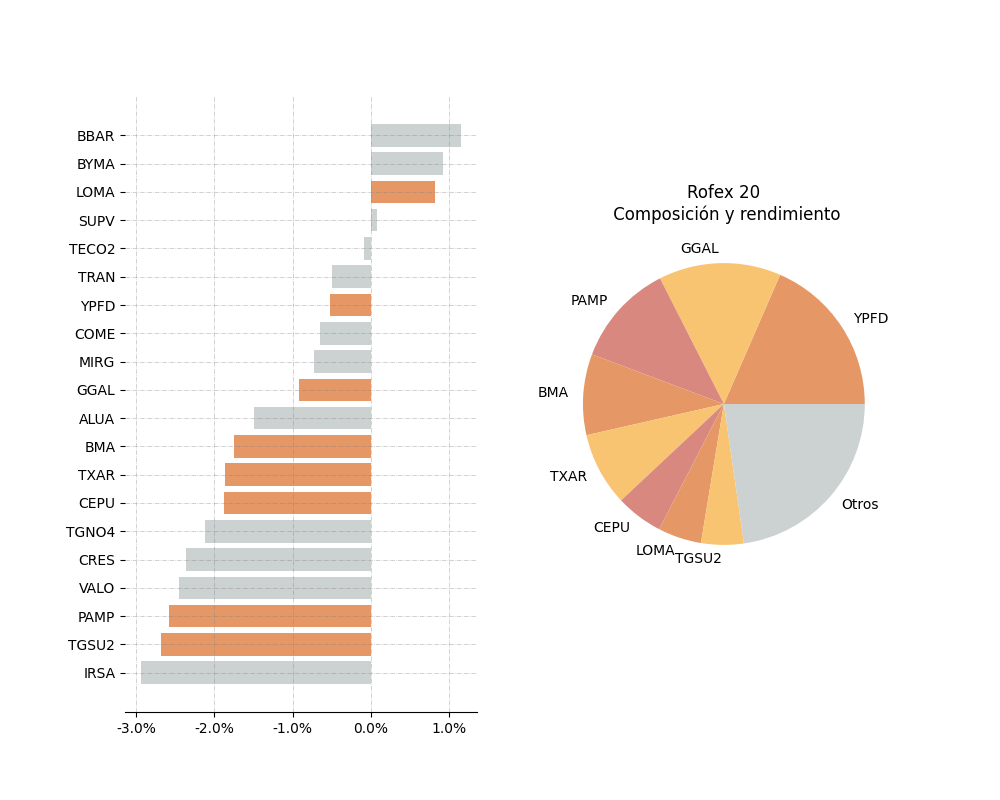 BBAR
BYMA
LOMA
SUPV
TECO2
TRAN
YPFD
COME
MIRG
GGAL
ALUA
BMA
TXAR
CEPU
TGNO4
CRES
VALO
PAMP
TGSU2
IRSA
-3.0% -2.0% -1.0% 0.0% 1.0%
Rofex 20
Composición y rendimiento
GGAL
YPFD
PAMP
BMA
TXAR
CEPU
LOMA
TGSU2
Otros